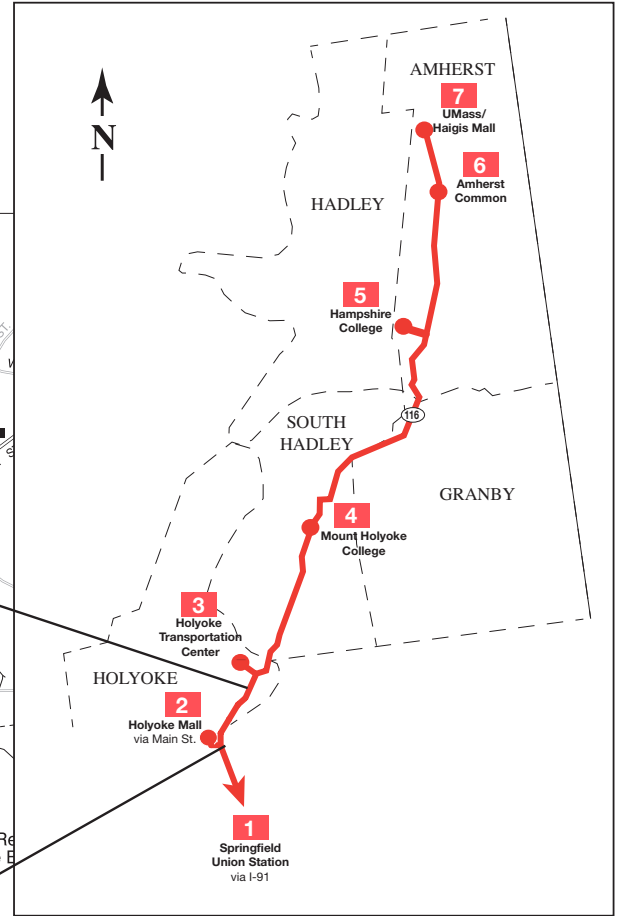 AMHERST
7
UMass/
Haigis Mall
N
6
Amherst
Common
HADLEY
5
Hampshire
College
ST.
116
SOUTH
HADLEY
GRANBY
4
Mount Holyoke
College
3
Holyoke
Transportation
Center
HOLYOKE
2
Holyoke Mall
via Main St.
1
Springfield
Union Station
via I-91